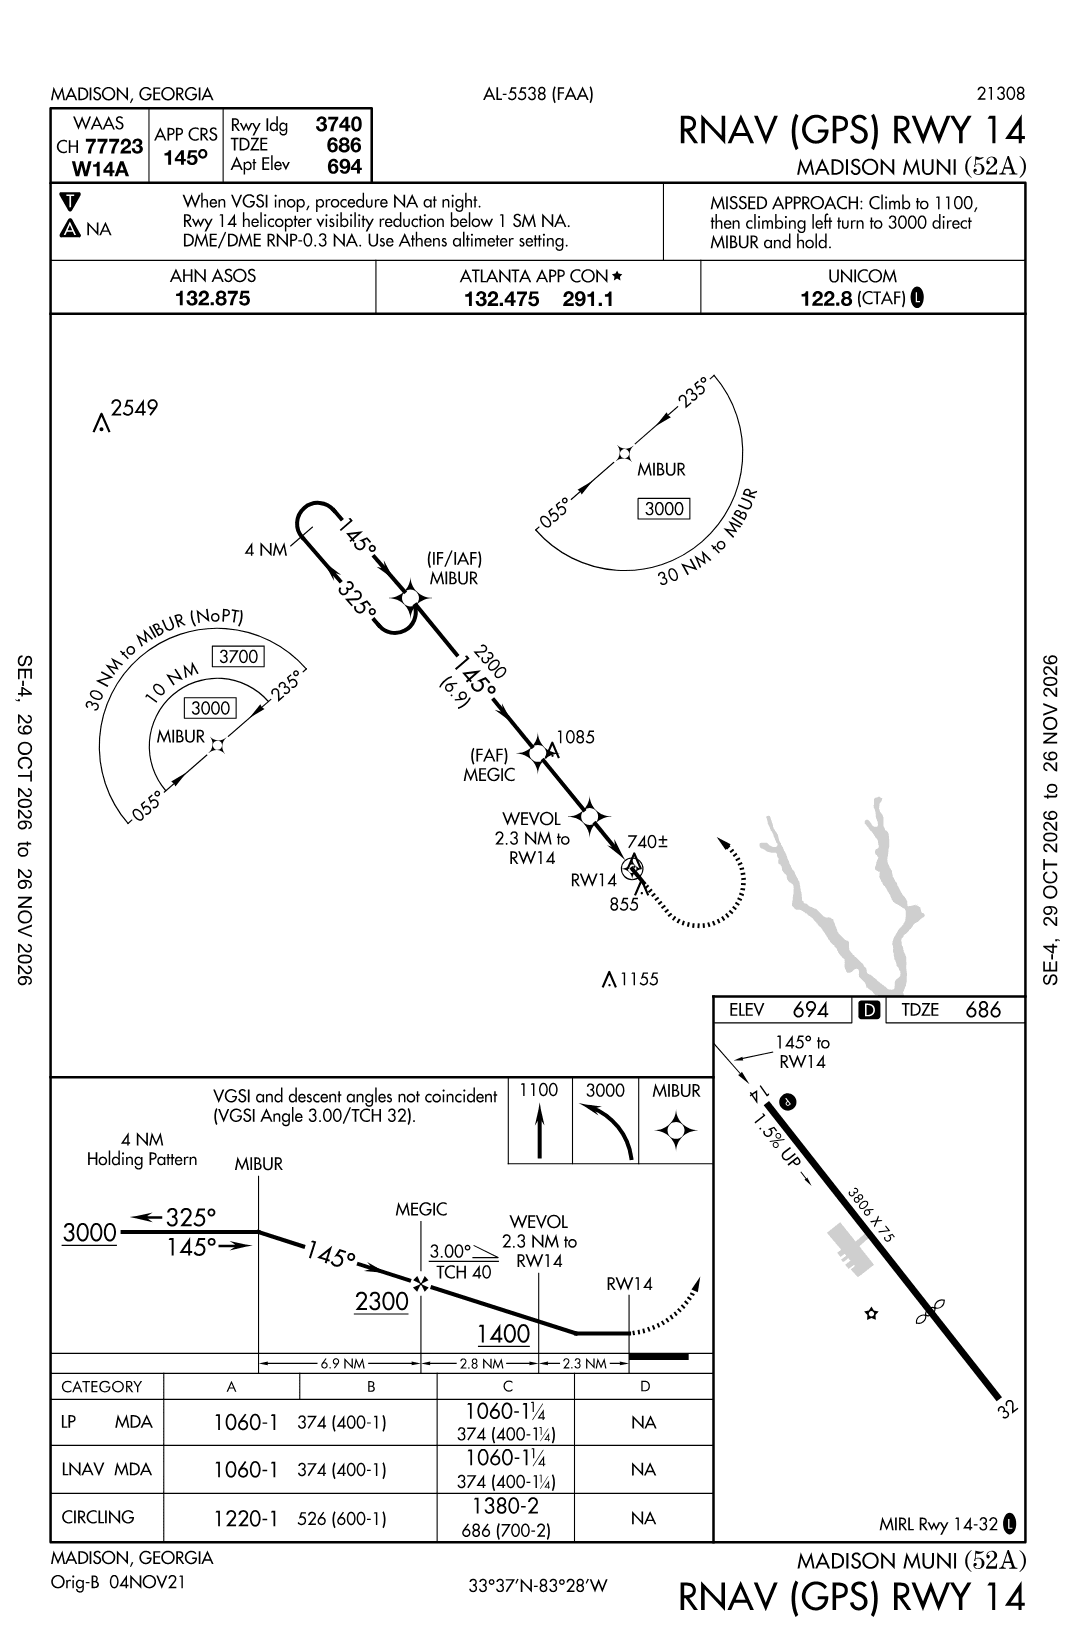 MADISON, GEORGIA
AL-5538 (FAA)
21308
WAAS
CH 77723
W14A
APP CRS
145°
Rwy ldg 3740
TDZE 686
Apt Elev 694
RNAV (GPS) RWY 14
MADISON MUNI (52A)
T
A NA
When VGSI inop, procedure NA at night.
Rwy 14 helicopter visibility reduction below 1 SM NA.
DME/DME RNP-0.3 NA. Use Athens altimeter setting.
MISSED APPROACH: Climb to 1100,
then climbing left turn to 3000 direct
MIBUR and hold.
AHN ASOS
132.875
ATLANTA APP CON ★
132.475 291.1
UNICOM
122.8 (CTAF) L
2549
235°
MIBUR
3000
055°
30 NM to MIBUR
4 NM
145°
325°
(IF/IAF)
MIBUR
30 NM to MIBUR (NoPT)
3700
10 NM
3000
235°
MIBUR
055°
2300
145°
(6.9)
1085
(FAF)
MEGIC
WEVOL
2.3 NM to
RW14
740±
RW14
855
1155
SE-4, 29 OCT 2026 to 26 NOV 2026
SE-4, 29 OCT 2026 to 26 NOV 2026
ELEV 694 D TDZE 686
145° to
RW14
14
P
1.5% UP
3806 X 75
32
MIRL Rwy 14-32 L
VGSI and descent angles not coincident
(VGSI Angle 3.00/TCH 32).
1100
3000
MIBUR
4 NM
Holding Pattern
MIBUR
MEGIC
WEVOL
2.3 NM to
RW14
RW14
3000
325°
145°
145°
3.00°
TCH 40
2300
1400
6.9 NM
2.8 NM
2.3 NM
CATEGORY A B C D
LP MDA 1060-1 374 (400-1) 1060-1¼ 374 (400-1¼) NA
LNAV MDA 1060-1 374 (400-1) 1060-1¼ 374 (400-1¼) NA
CIRCLING 1220-1 526 (600-1) 1380-2 686 (700-2) NA
MADISON, GEORGIA
Orig-B 04NOV21
33°37'N-83°28'W
MADISON MUNI (52A)
RNAV (GPS) RWY 14